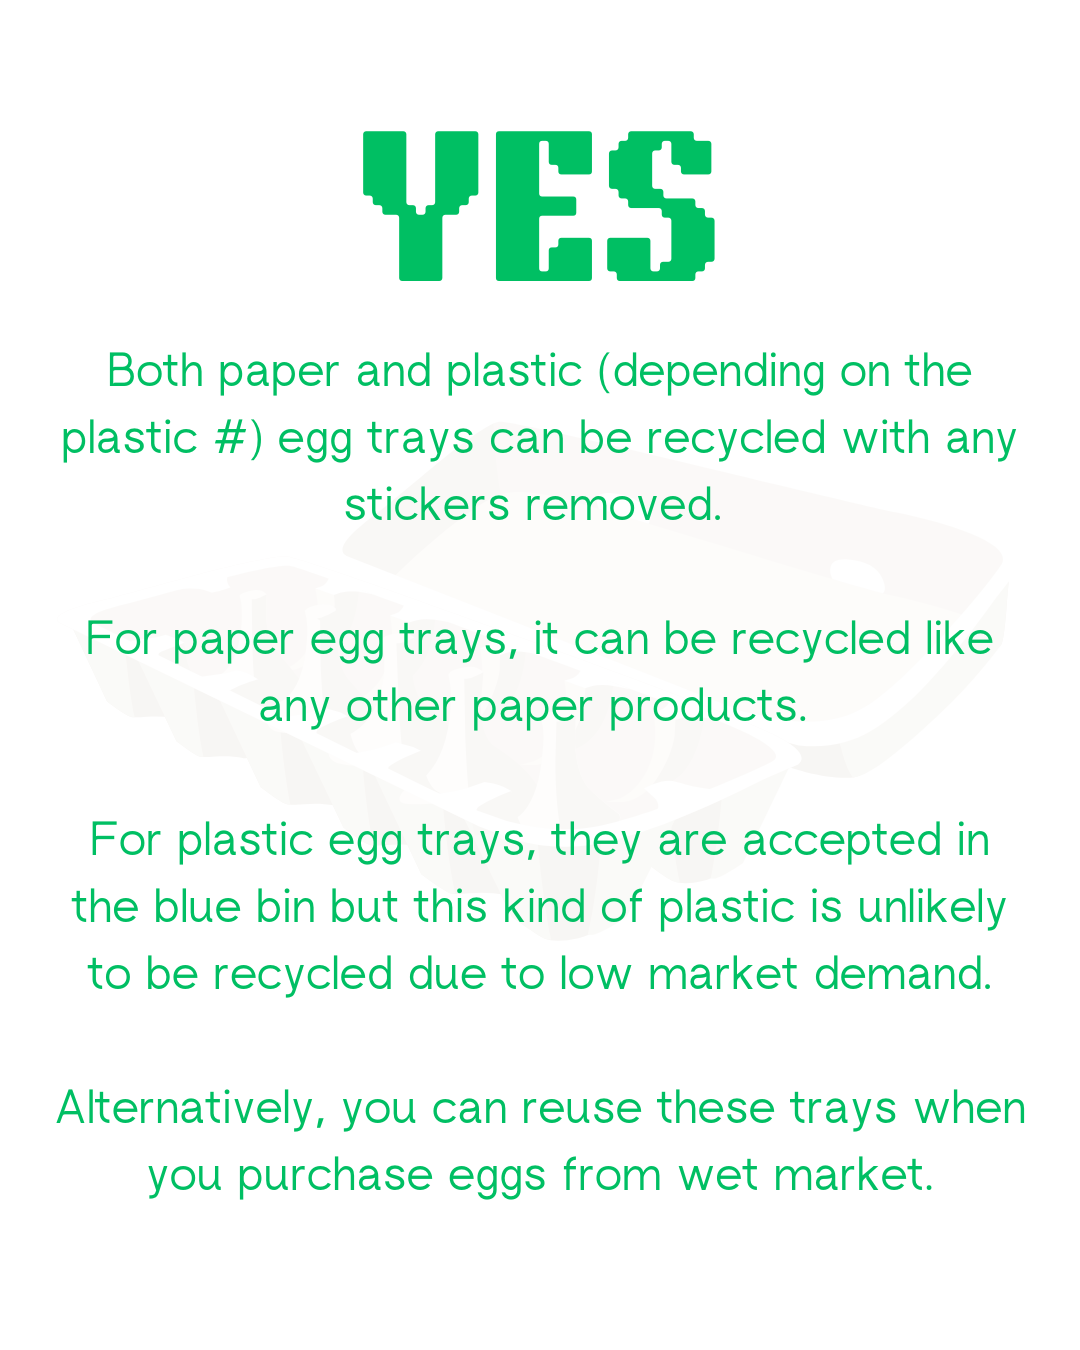 YES
Both paper and plastic (depending on the
plastic #) egg trays can be recycled with any
stickers removed.
For paper egg trays, it can be recycled like
any other paper products.
For plastic egg trays, they are accepted in
the blue bin but this kind of plastic is unlikely
to be recycled due to low market demand.
Alternatively, you can reuse these trays when
you purchase eggs from wet market.